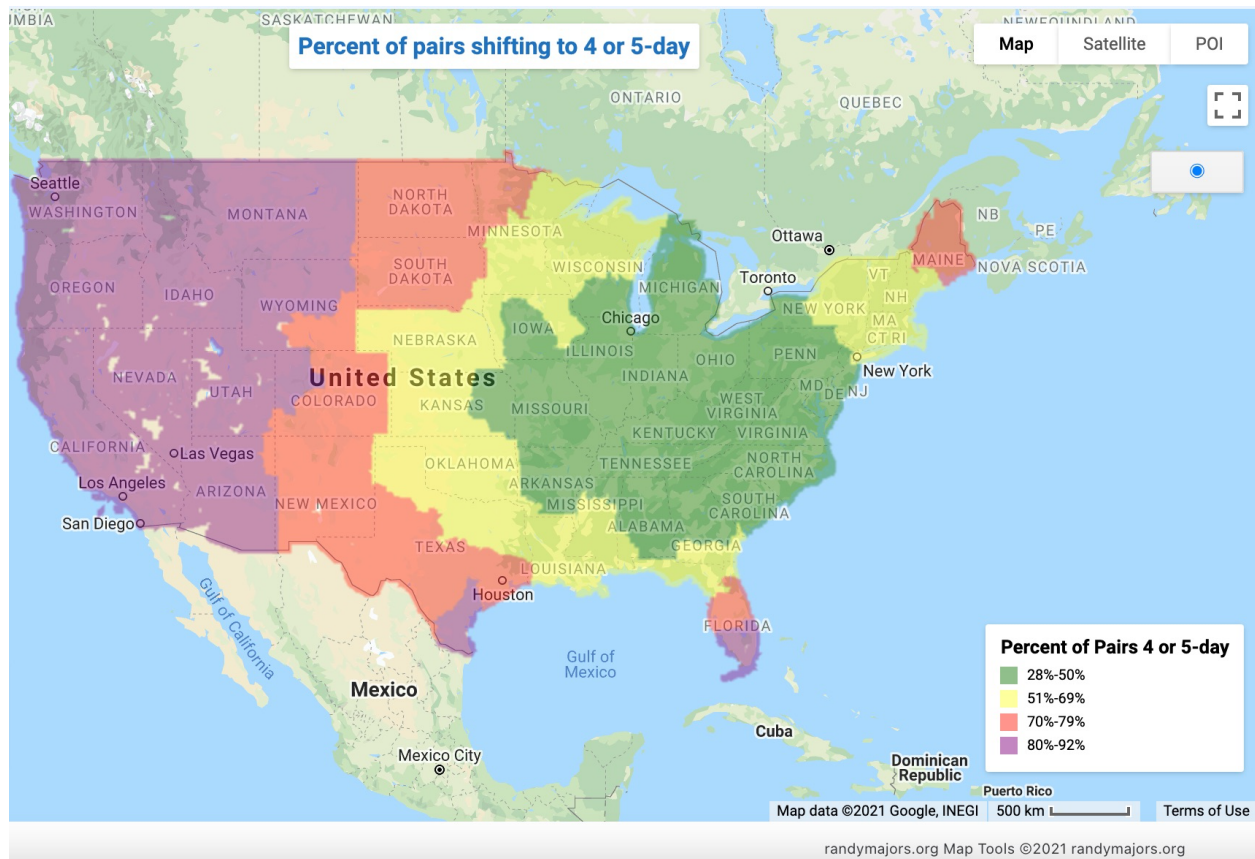 UMBIA
SASKATCHEWAN
NEWFOUNDLAND
Percent of pairs shifting to 4 or 5-day
Map
Satellite
POI
ONTARIO
QUEBEC
Seattle
WASHINGTON
MONTANA
NORTH
DAKOTA
MINNESOTA
Ottawa
NB
PE
MAINE
NOVA SCOTIA
OREGON
IDAHO
WYOMING
SOUTH
DAKOTA
WISCONSIN
MICHIGAN
Toronto
VT
NH
NEW YORK
MA
CT RI
Chicago
IOWA
NEBRASKA
ILLINOIS
OHIO
PENN
New York
NEVADA
UTAH
United States
COLORADO
KANSAS
MISSOURI
INDIANA
WEST
VIRGINIA
MD
DE
NJ
KENTUCKY
VIRGINIA
CALIFORNIA
Las Vegas
Los Angeles
ARIZONA
NEW MEXICO
OKLAHOMA
ARKANSAS
TENNESSEE
NORTH
CAROLINA
San Diego
MISSISSIPPI
ALABAMA
SOUTH
CAROLINA
GEORGIA
TEXAS
LOUISIANA
Houston
FLORIDA
Gulf of California
Gulf of
Mexico
Mexico
Mexico City
Cuba
Dominican
Republic
Puerto Rico
Percent of Pairs 4 or 5-day
28%-50%
51%-69%
70%-79%
80%-92%
Map data ©2021 Google, INEGI
500 km
Terms of Use
randymajors.org Map Tools ©2021 randymajors.org